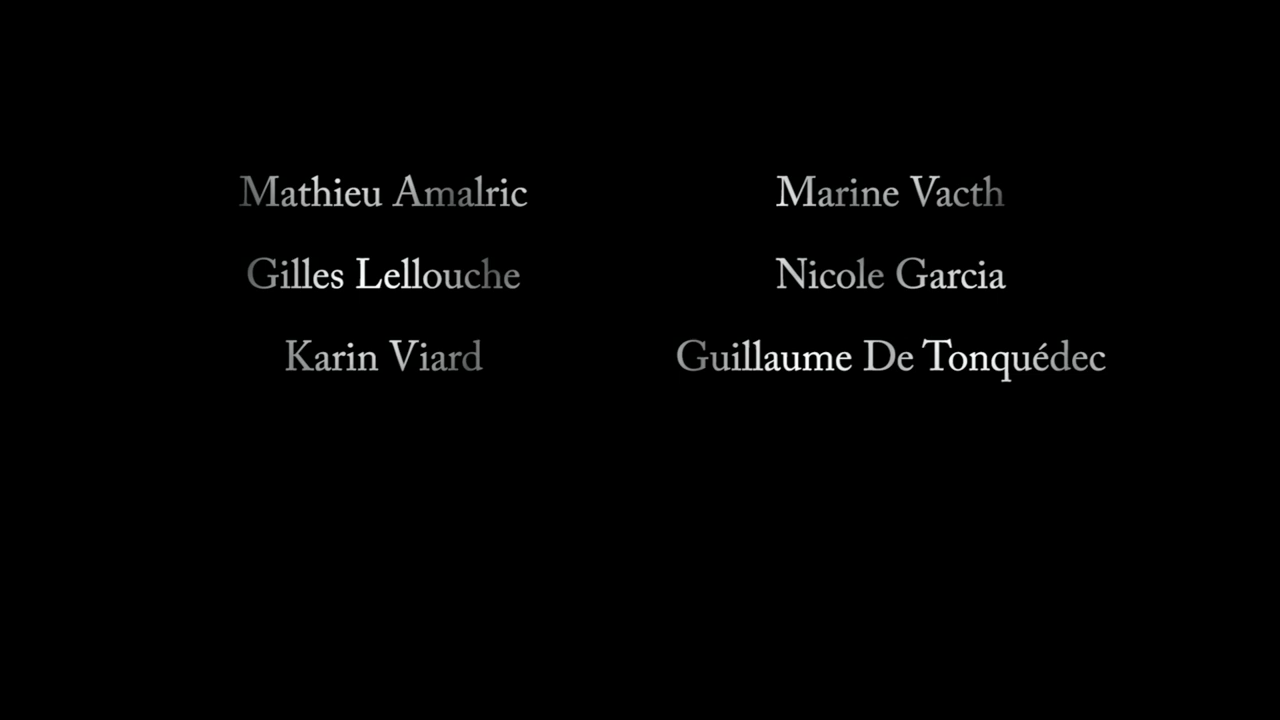 Mathieu Amalric
Marine Vacth
Gilles Lellouche
Nicole Garcia
Karin Viard
Guillaume De Tonquédec